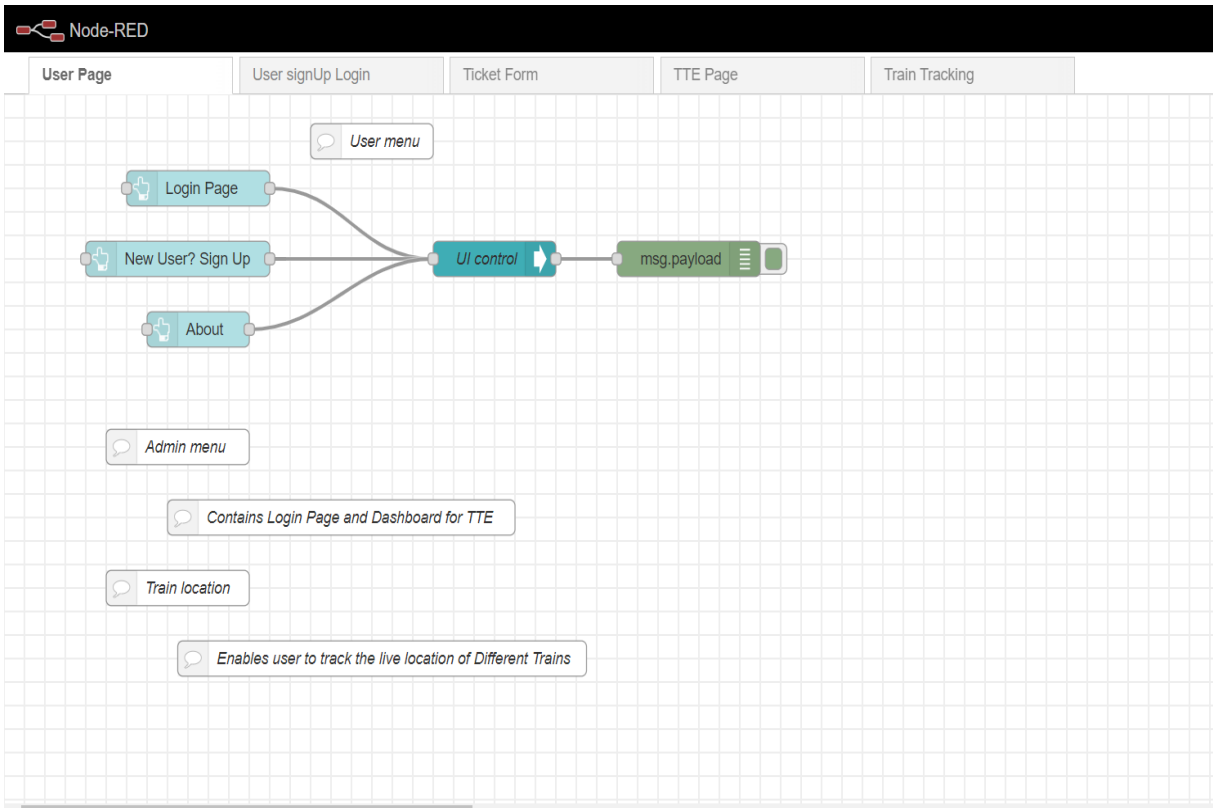 Node-RED
User Page
User signUp Login
Ticket Form
TTE Page
Train Tracking
User menu
Login Page
New User? Sign Up
UI control
msg.payload
About
Admin menu
Contains Login Page and Dashboard for TTE
Train location
Enables user to track the live location of Different Trains